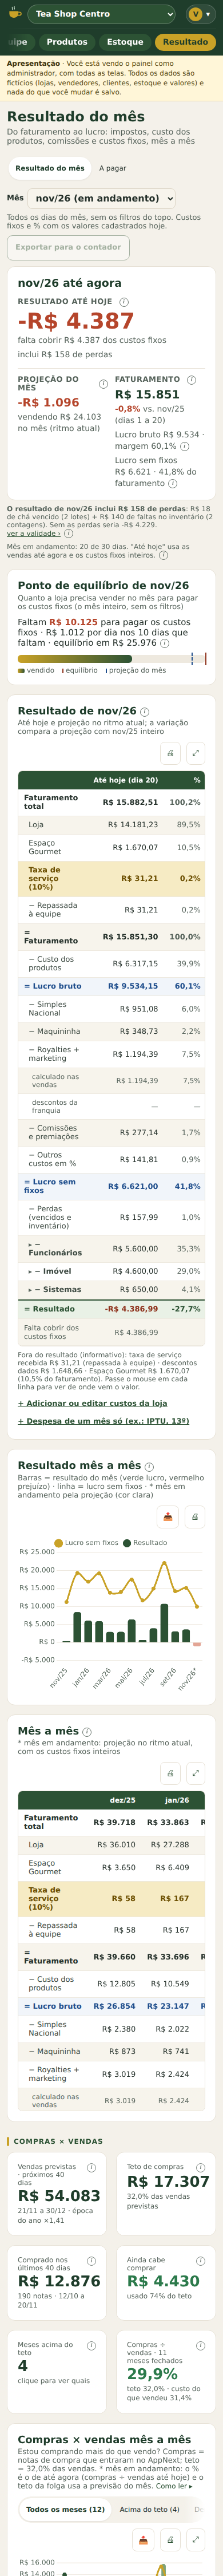 Tea Shop Centro
V
uipe Produtos Estoque Resultado
Apresentação · Você está vendo o painel como
administrador, com todas as telas. Todos os dados são
fictícios (lojas, vendedores, clientes, estoque e valores) e
nada do que você mudar é salvo.
Resultado do mês
Do faturamento ao lucro: impostos, custo dos
produtos, comissões e custos fixos, mês a mês
Resultado do mês A pagar
Mês nov/26 (em andamento)
Todos os dias do mês, sem os filtros do topo. Custos
fixos e % com os valores cadastrados hoje.
Exportar para o contador
nov/26 até agora
RESULTADO ATÉ HOJE
-R$ 4.387
falta cobrir R$ 4.387 dos custos fixos
inclui R$ 158 de perdas
PROJEÇÃO DO
MÊS
-R$ 1.096
vendendo R$ 24.103
no mês (ritmo atual)
FATURAMENTO
R$ 15.851
-0,8% vs. nov/25
(dias 1 a 20)
Lucro bruto R$ 9.534 ·
margem 60,1%
Lucro sem fixos
R$ 6.621 · 41,8% do
faturamento
O resultado de nov/26 inclui R$ 158 de perdas: R$ 18
de chá vencido (2 lotes) + R$ 140 de faltas no inventário (2
contagens). Sem as perdas seria -R$ 4.229.
ver a validade ›
Mês em andamento: 20 de 30 dias. "Até hoje" usa as
vendas até agora e os custos fixos inteiros.
Ponto de equilíbrio de nov/26
Quanto a loja precisa vender no mês para pagar
os custos fixos (o mês inteiro, sem os filtros)
Faltam R$ 10.125 para pagar os custos
fixos · R$ 1.012 por dia nos 10 dias que
faltam · equilíbrio em R$ 25.976
vendido equilíbrio projeção do mês
Resultado de nov/26
Até hoje e projeção no ritmo atual; a variação
compara a projeção com nov/25 inteiro
Até hoje (dia 20) %
Faturamento total R$ 15.882,51 100,2%
Loja R$ 14.181,23 89,5%
Espaço Gourmet R$ 1.670,07 10,5%
Taxa de serviço (10%) R$ 31,21 0,2%
− Repassada à equipe R$ 31,21 0,2%
= Faturamento R$ 15.851,30 100,0%
− Custo dos produtos R$ 6.317,15 39,9%
= Lucro bruto R$ 9.534,15 60,1%
− Simples Nacional R$ 951,08 6,0%
− Maquininha R$ 348,73 2,2%
− Royalties + marketing R$ 1.194,39 7,5%
calculado nas vendas R$ 1.194,39 7,5%
descontos da franquia — —
− Comissões e premiações R$ 277,14 1,7%
− Outros custos em % R$ 141,81 0,9%
= Lucro sem fixos R$ 6.621,00 41,8%
− Perdas (vencidos e inventário) R$ 157,99 1,0%
▸ − Funcionários R$ 5.600,00 35,3%
▸ − Imóvel R$ 4.600,00 29,0%
▸ − Sistemas R$ 650,00 4,1%
= Resultado -R$ 4.386,99 -27,7%
Falta cobrir dos custos fixos R$ 4.386,99
Fora do resultado (informativo): taxa de serviço
recebida R$ 31,21 (repassada à equipe) · descontos
dados R$ 1.648,66 · Espaço Gourmet R$ 1.670,07
(10,5% do faturamento). Passe o mouse em cada
linha para ver de onde vem o valor.
+ Adicionar ou editar custos da loja
+ Despesa de um mês só (ex.: IPTU, 13º)
Resultado mês a mês
Barras = resultado do mês (verde lucro, vermelho
prejuízo) · linha = lucro sem fixos · * mês em
andamento pela projeção (cor clara)
Lucro sem fixos Resultado
R$ 25.000
R$ 20.000
R$ 15.000
R$ 10.000
R$ 5.000
R$ 0
-R$ 5.000
nov/25 jan/26 mar/26 mai/26 jul/26 set/26 nov/26*
Mês a mês
* mês em andamento: projeção no ritmo atual,
com os custos fixos inteiros
dez/25 jan/26
Faturamento total R$ 39.718 R$ 33.863 R
Loja R$ 36.010 R$ 27.288
Espaço Gourmet R$ 3.650 R$ 6.409
Taxa de serviço (10%) R$ 58 R$ 167
− Repassada à equipe R$ 58 R$ 167
= Faturamento R$ 39.660 R$ 33.696 R
− Custo dos produtos R$ 12.805 R$ 10.549
= Lucro bruto R$ 26.854 R$ 23.147 R
− Simples Nacional R$ 2.380 R$ 2.022
− Maquininha R$ 873 R$ 741
− Royalties + marketing R$ 3.019 R$ 2.424
calculado nas vendas R$ 3.019 R$ 2.424
COMPRAS × VENDAS
Vendas previstas
· próximos 40
dias
R$ 54.083
21/11 a 30/12 · época
do ano ×1,41
Teto de compras
R$ 17.307
32,0% das vendas
previstas
Comprado nos
últimos 40 dias
R$ 12.876
190 notas · 12/10 a
20/11
Ainda cabe
comprar
R$ 4.430
usado 74% do teto
Meses acima do
teto
4
clique para ver quais
Compras ÷
vendas · 11
meses fechados
29,9%
teto 32,0% · custo do
que vendeu 31,4%
Compras × vendas mês a mês
Estou comprando mais do que vendo? Compras =
notas de compra que entraram no AppNext; teto
= 32,0% das vendas. * mês em andamento: o %
é o de até agora (compras ÷ vendas até hoje) e o
teto da folga usa a previsão do mês. Como ler ▸
Todos os meses (12) Acima do teto (4)
R$ 16.000
R$ 14.000